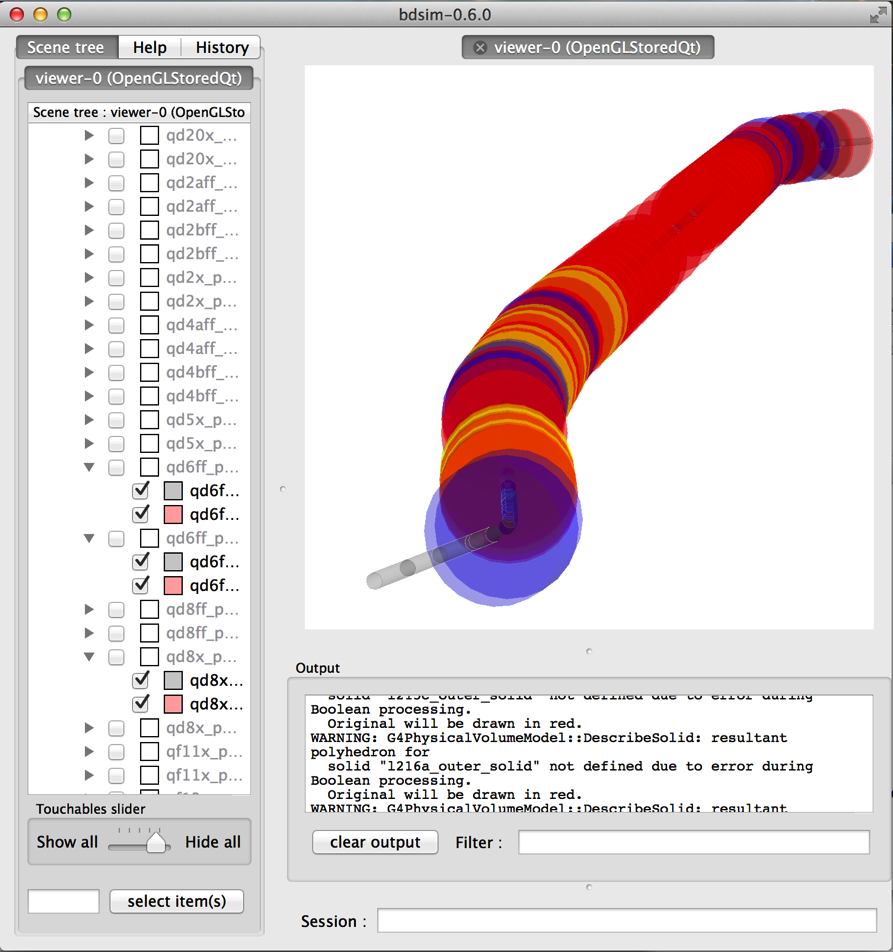 bdsim-0.6.0
Scene tree
Help
History
viewer-0 (OpenGLStoredQt)
viewer-0 (OpenGLStoredQt)
Scene tree : viewer-0 (OpenGLSto
qd20x_...
qd20x_...
qd2aff_...
qd2aff_...
qd2bff_...
qd2bff_...
qd2x_p...
qd2x_p...
qd4aff_...
qd4aff_...
qd4bff_...
qd4bff_...
qd5x_p...
qd5x_p...
qd6ff_p...
qd6f...
qd6f...
qd6ff_p...
qd6f...
qd6f...
qd8ff_p...
qd8ff_p...
qd8x_p...
qd8x...
qd8x...
qd8x_p...
qf11x_p...
qf11x_p...
Touchables slider
Show all
Hide all
select item(s)
Output
solid "l215c_outer_solid" not defined due to error during
Boolean processing.
Original will be drawn in red.
WARNING: G4PhysicalVolumeModel::DescribeSolid: resultant
polyhedron for
solid "l216a_outer_solid" not defined due to error during
Boolean processing.
Original will be drawn in red.
WARNING: G4PhysicalVolumeModel::DescribeSolid: resultant
clear output
Filter :
Session :